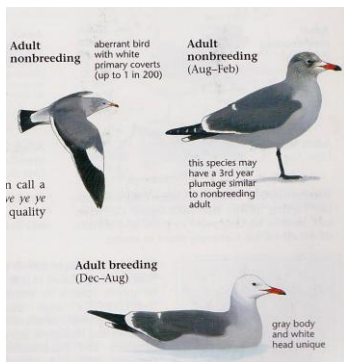 Adult
nonbreeding
aberrant bird
with white
primary coverts
(up to 1 in 200)
Adult
nonbreeding
(Aug–Feb)
this species may
have a 3rd year
plumage similar
to nonbreeding
adult
n call a
ve ye ye
quality
Adult breeding
(Dec–Aug)
gray body
and white
head unique